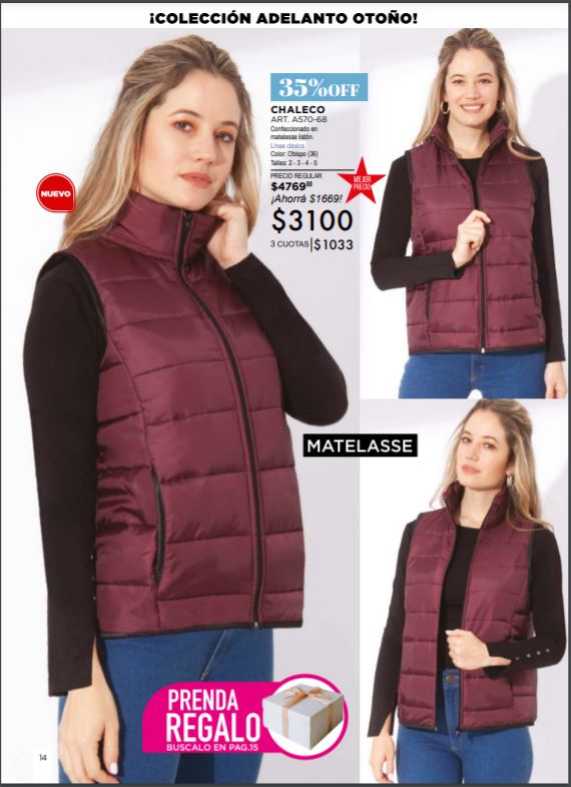 ¡COLECCIÓN ADELANTO OTOÑO!
35%OFF
CHALECO
ART. A570-68
Confeccionado en
matelasse listón.
Línea clásica.
Color: Obispo (36)
Talles: 2 - 3 - 4 - 5
PRECIO REGULAR
$4769
¡Ahorrá $1669!
$3100
3 CUOTAS|$1033
MEJOR
PRECIO
NUEVO
MATELASSE
PRENDA
REGALO
BUSCALO EN PAG.15
14